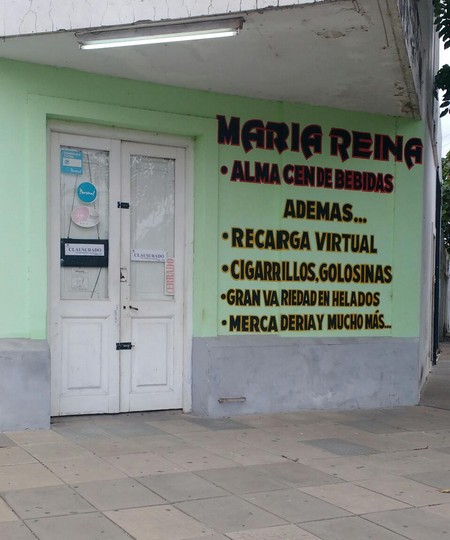 MARIA REINA
• ALMA CEN DE BEBIDAS
ADEMAS...
• RECARGA VIRTUAL
• CIGARRILLOS, GOLOSINAS
• GRAN VA RIEDAD EN HELADOS
• MERCA DERIA Y MUCHO MÁS...
CLAUSURADO
CLAUSURADO
CERRADO